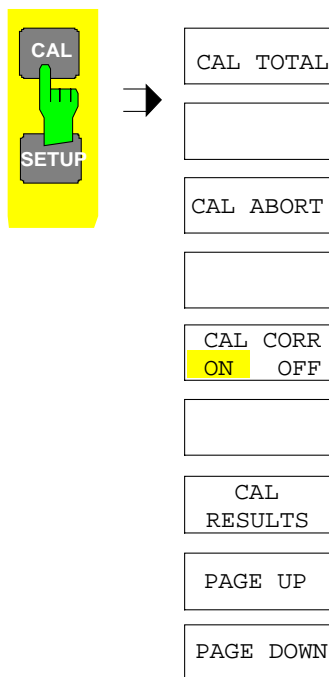 CAL
SETUP
CAL TOTAL
CAL ABORT
CAL CORR
ON OFF
CAL
RESULTS
PAGE UP
PAGE DOWN